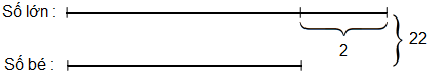 Số lớn :
2
22
Số bé :